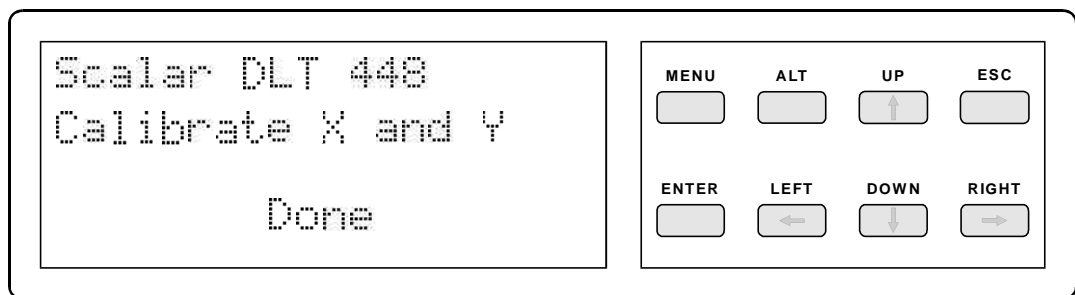 Scalar DLT 448
Calibrate X and Y
Done
MENU ALT UP ESC
ENTER LEFT DOWN RIGHT